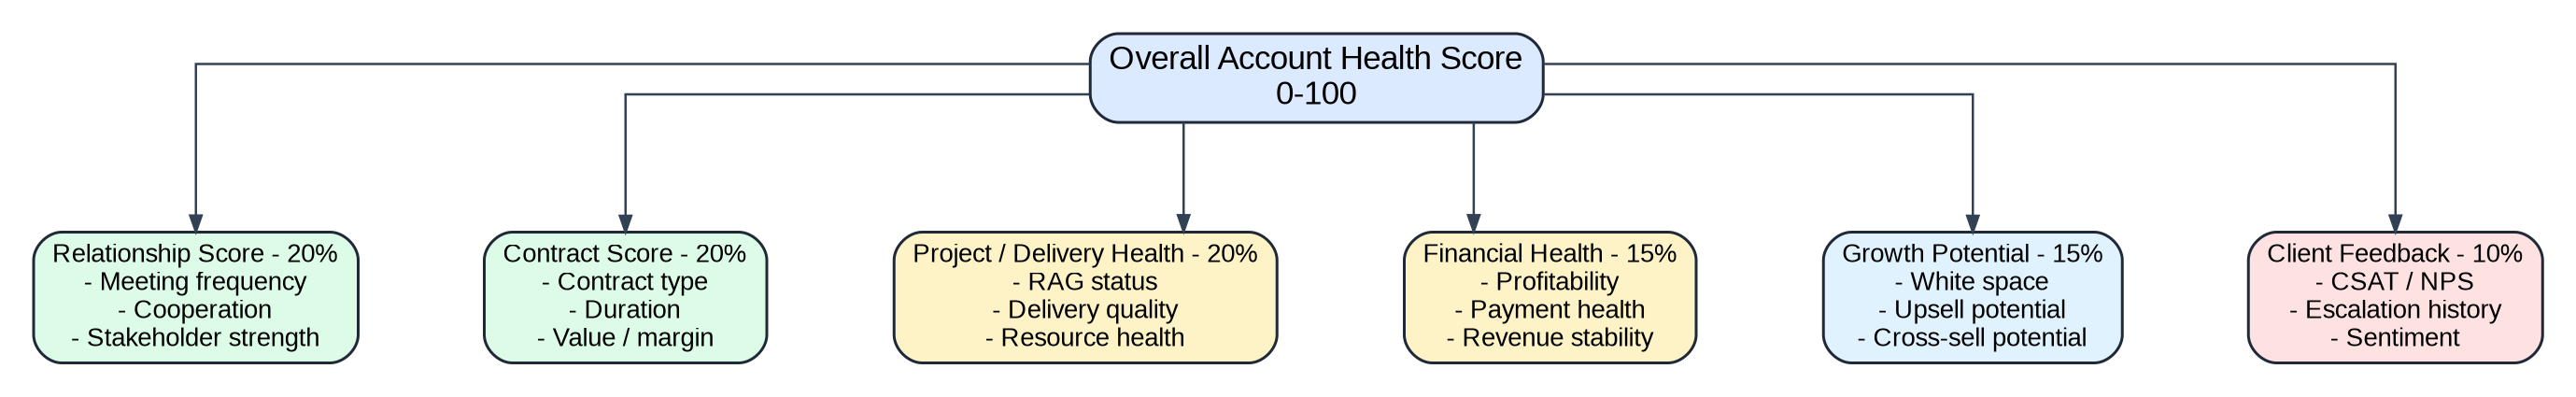 Overall Account Health Score
0-100
Relationship Score - 20%
- Meeting frequency
- Cooperation
- Stakeholder strength
Contract Score - 20%
- Contract type
- Duration
- Value / margin
Project / Delivery Health - 20%
- RAG status
- Delivery quality
- Resource health
Financial Health - 15%
- Profitability
- Payment health
- Revenue stability
Growth Potential - 15%
- White space
- Upsell potential
- Cross-sell potential
Client Feedback - 10%
- CSAT / NPS
- Escalation history
- Sentiment